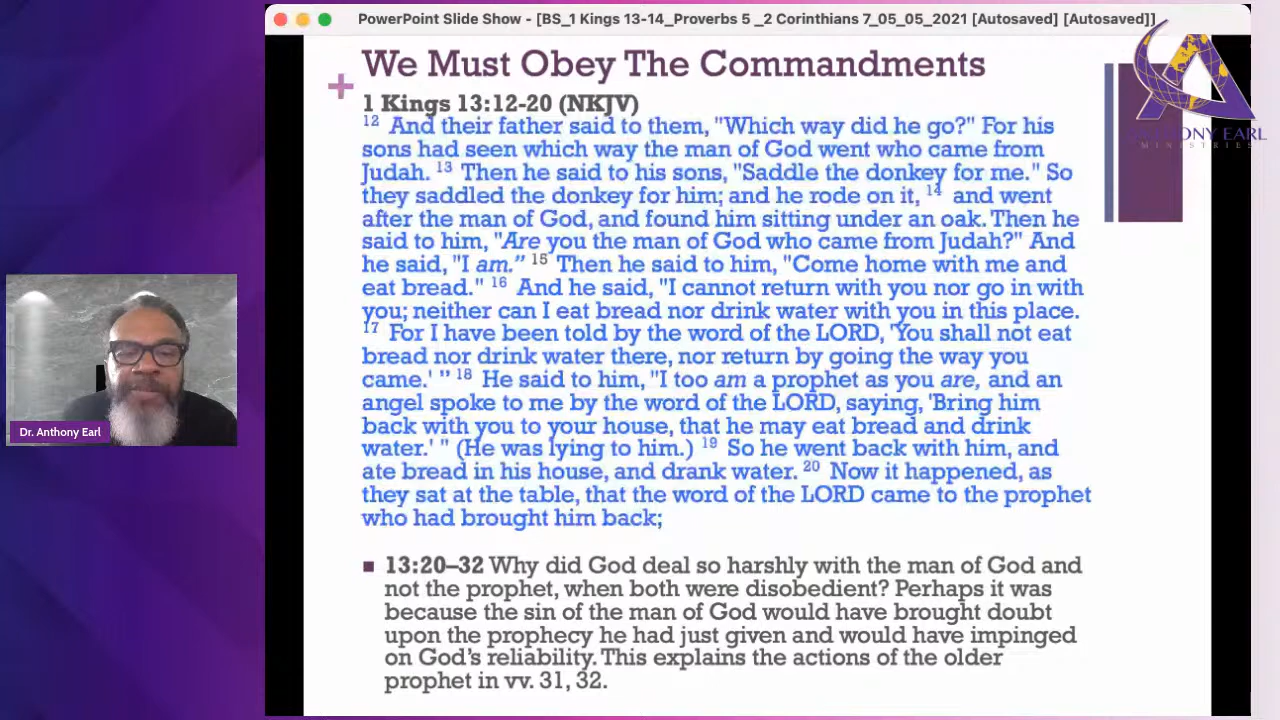 PowerPoint Slide Show - [BS_1 Kings 13-14_Proverbs 5 _2 Corinthians 7_05_05_2021 [Autosaved] [Autosaved]]
We Must Obey The Commandments
1 Kings 13:12-20 (NKJV)
12 And their father said to them, "Which way did he go?" For his
sons had seen which way the man of God went who came from
Judah. 13 Then he said to his sons, "Saddle the donkey for me." So
they saddled the donkey for him; and he rode on it, 14 and went
after the man of God, and found him sitting under an oak. Then he
said to him, "Are you the man of God who came from Judah?" And
he said, "I am." 15 Then he said to him, "Come home with me and
eat bread." 16 And he said, "I cannot return with you nor go in with
you; neither can I eat bread nor drink water with you in this place.
17 For I have been told by the word of the LORD, 'You shall not eat
bread nor drink water there, nor return by going the way you
came.' " 18 He said to him, "I too am a prophet as you are, and an
angel spoke to me by the word of the LORD, saying, 'Bring him
back with you to your house, that he may eat bread and drink
water.' " (He was lying to him.) 19 So he went back with him, and
ate bread in his house, and drank water. 20 Now it happened, as
they sat at the table, that the word of the LORD came to the prophet
who had brought him back;
13:20–32 Why did God deal so harshly with the man of God and
not the prophet, when both were disobedient? Perhaps it was
because the sin of the man of God would have brought doubt
upon the prophecy he had just given and would have impinged
on God's reliability. This explains the actions of the older
prophet in vv. 31, 32.
ANTHONY EARL
MINISTRIES
Dr. Anthony Earl